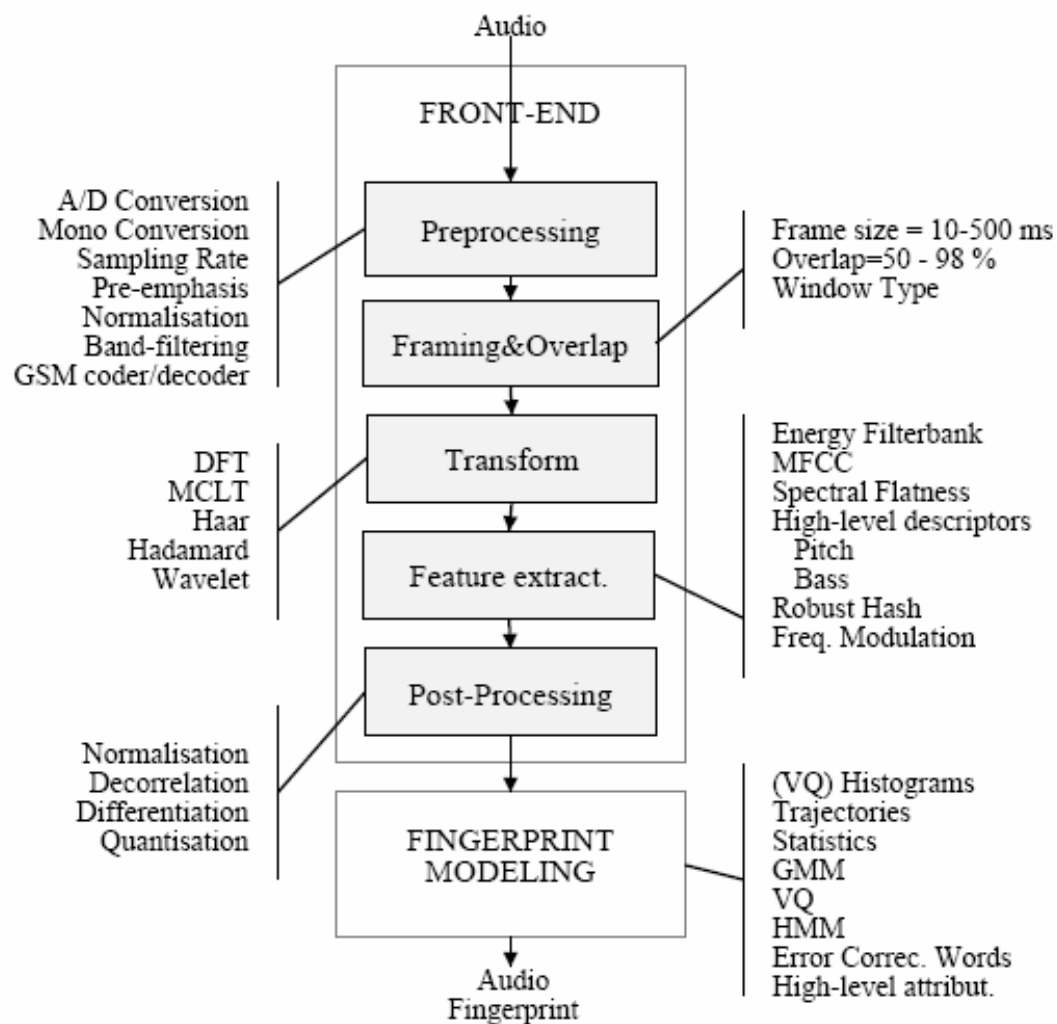 Audio
FRONT-END
A/D Conversion
Mono Conversion
Sampling Rate
Pre-emphasis
Normalisation
Band-filtering
GSM coder/decoder
Preprocessing
Frame size = 10-500 ms
Overlap=50 - 98 %
Window Type
Framing&Overlap
DFT
MCLT
Haar
Hadamard
Wavelet
Transform
Energy Filterbank
MFCC
Spectral Flatness
High-level descriptors
Pitch
Bass
Robust Hash
Freq. Modulation
Feature extract.
Post-Processing
Normalisation
Decorrelation
Differentiation
Quantisation
FINGERPRINT
MODELING
(VQ) Histograms
Trajectories
Statistics
GMM
VQ
HMM
Error Correc. Words
High-level attribut.
Audio
Fingerprint